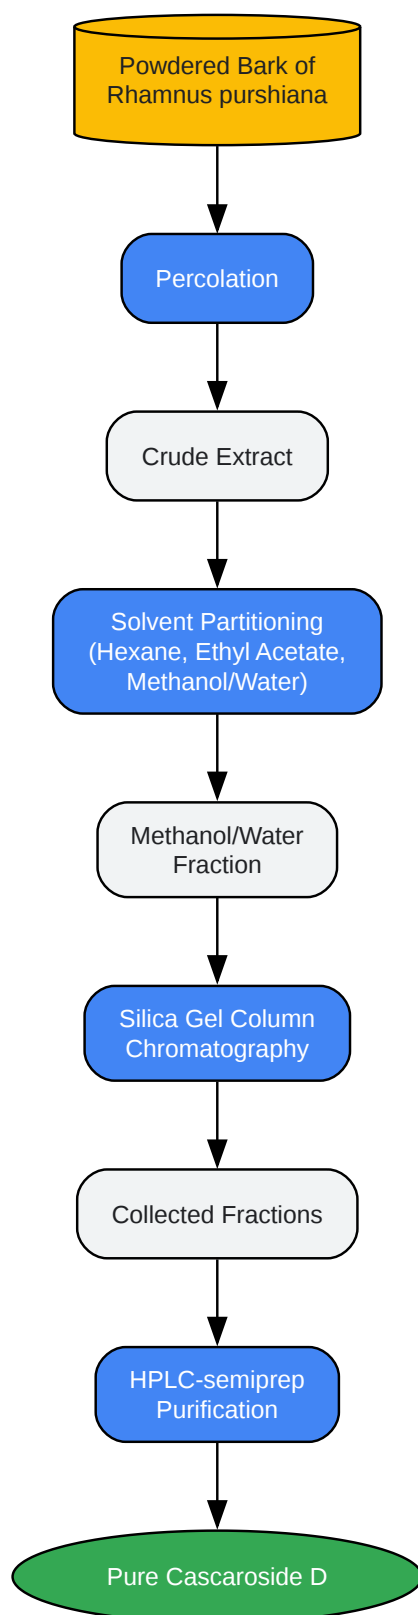 Powdered Bark of
Rhamnus purshiana
Percolation
Crude Extract
Solvent Partitioning
(Hexane, Ethyl Acetate,
Methanol/Water)
Methanol/Water
Fraction
Silica Gel Column
Chromatography
Collected Fractions
HPLC-semiprep
Purification
Pure Cascaroside D